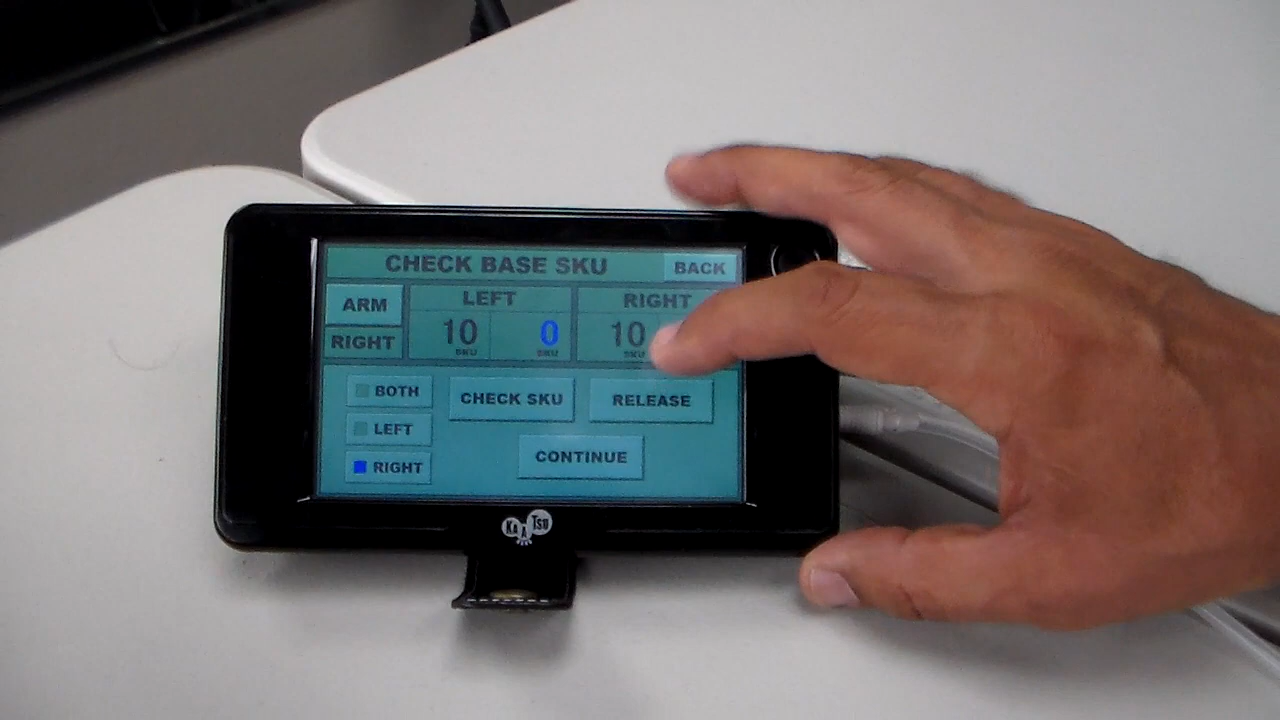 CHECK BASE SKU BACK
ARM LEFT RIGHT
RIGHT 10 SKU 0 SKU 10 SKU
BOTH CHECK SKU RELEASE
LEFT
CONTINUE
RIGHT
KAATSU